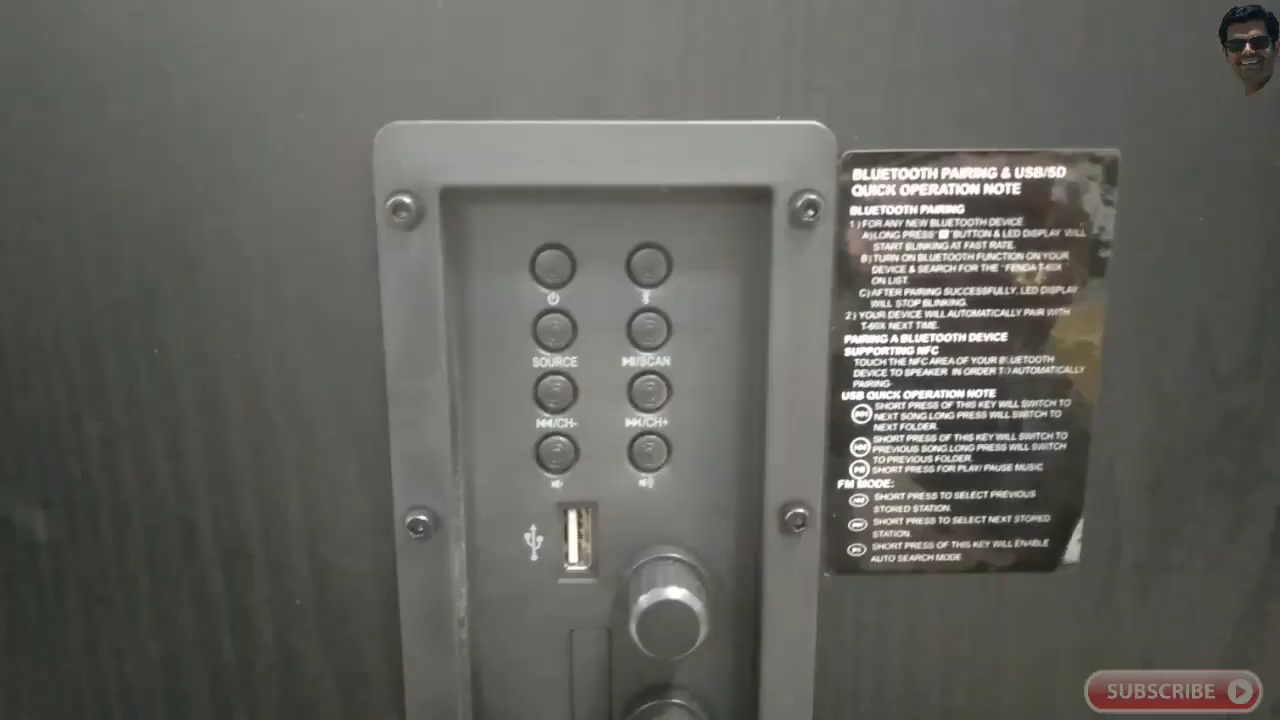 SOURCE
⏯/SCAN
⏮/CH-
⏭/CH+
BLUETOOTH PAIRING & USB/SD
QUICK OPERATION NOTE
BLUETOOTH PAIRING
1) FOR ANY NEW BLUETOOTH DEVICE
A) LONG PRESS " " BUTTON & LED DISPLAY WILL
START BLINKING AT FAST RATE.
B) TURN ON BLUETOOTH FUNCTION ON YOUR
DEVICE & SEARCH FOR THE "FENDA T-60X
ON LIST
C) AFTER PAIRING SUCCESSFULLY, LED DISPLAY
WILL STOP BLINKING.
2) YOUR DEVICE WILL AUTOMATICALLY PAIR WITH
T-60X NEXT TIME.
PAIRING A BLUETOOTH DEVICE
SUPPORTING NFC
TOUCH THE NFC AREA OF YOUR BLUETOOTH
DEVICE TO SPEAKER IN ORDER TO AUTOMATICALLY
PAIRING
USB QUICK OPERATION NOTE
SHORT PRESS OF THIS KEY WILL SWITCH TO
NEXT SONG LONG PRESS WILL SWITCH TO
NEXT FOLDER.
SHORT PRESS OF THIS KEY WILL SWITCH TO
PREVIOUS SONG. LONG PRESS WILL SWITCH
TO PREVIOUS FOLDER.
SHORT PRESS FOR PLAY/ PAUSE MUSIC
FM MODE:
SHORT PRESS TO SELECT PREVIOUS
STORED STATION.
SHORT PRESS TO SELECT NEXT STORED
STATION.
SHORT PRESS OF THIS KEY WILL ENABLE
AUTO SEARCH MODE.
SUBSCRIBE